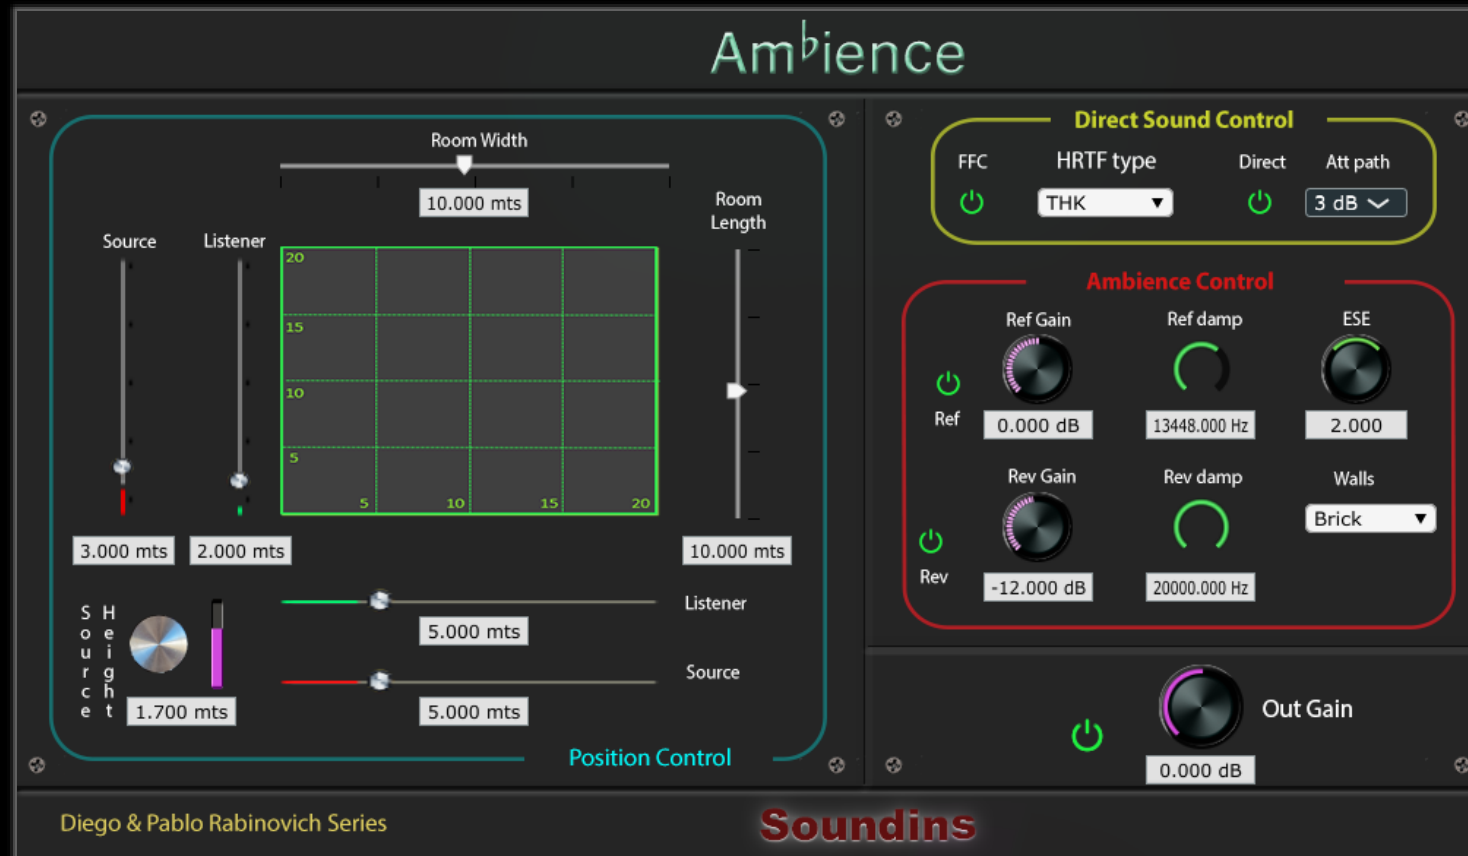 Am♭ience
Room Width
10.000 mts
Room
Length
Source
Listener
20
15
10
5
5
10
15
20
3.000 mts
2.000 mts
10.000 mts
Source
Height
1.700 mts
Listener
5.000 mts
Source
5.000 mts
Position Control
Direct Sound Control
FFC
HRTF type
Direct
Att path
THK
3 dB
Ambience Control
Ref Gain
Ref damp
ESE
Ref
0.000 dB
13448.000 Hz
2.000
Rev Gain
Rev damp
Walls
Brick
Rev
-12.000 dB
20000.000 Hz
Out Gain
0.000 dB
Diego & Pablo Rabinovich Series
Soundins